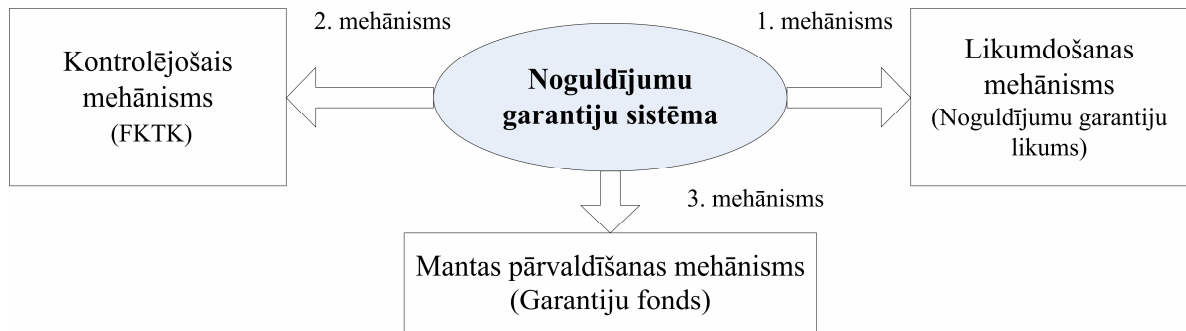 2. mehānisms
1. mehānisms
Kontrolējošais
mehānisms
(FKTK)
Noguldījumu
garantiju sistēma
Likumdošanas
mehānisms
(Noguldījumu garantiju
likums)
3. mehānisms
Mantas pārvaldīšanas mehānisms
(Garantiju fonds)